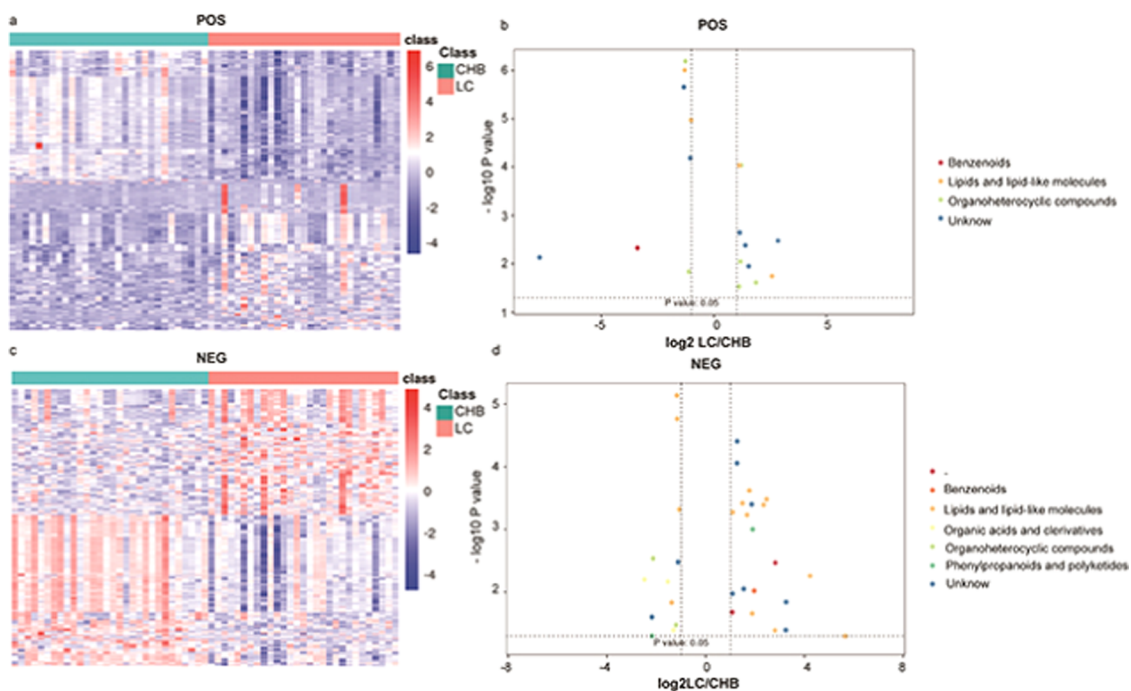 a
POS
class
6
4
2
0
-2
-4
Class
CHB
LC
b
POS
6
5
4
3
2
1
- log10 P value
P value: 0.05
-5
0
5
log2 LC/CHB
Benzenoids
Lipids and lipid-like molecules
Organoheterocyclic compounds
Unknow
c
NEG
class
4
2
0
-2
-4
Class
CHB
LC
d
NEG
5
4
3
2
- log10 P value
P value: 0.05
-8
-4
0
4
8
log2LC/CHB
-
Benzenoids
Lipids and lipid-like molecules
Organic acids and clerivatives
Organoheterocyclic compounds
Phenylpropanoids and polyketides
Unknow